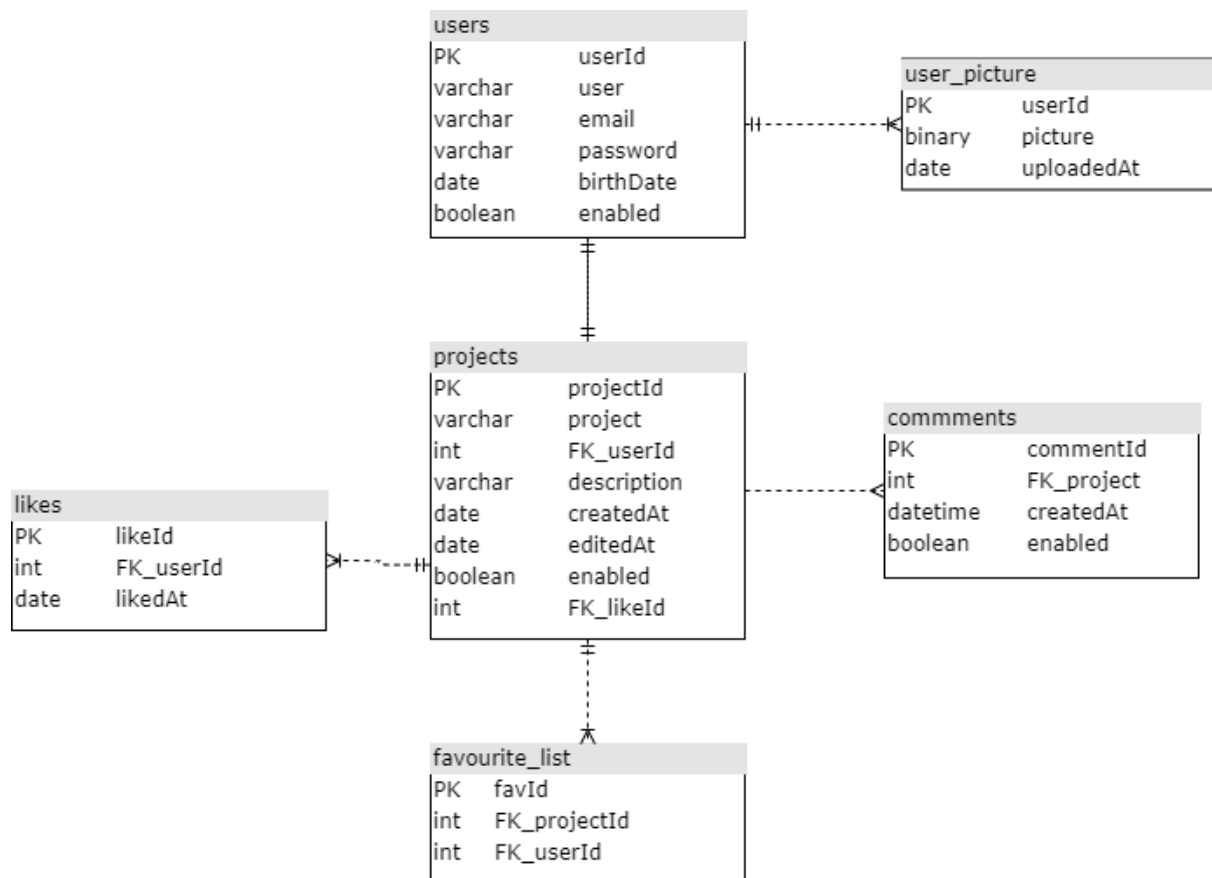 users
PK userId
varchar user
varchar email
varchar password
date birthDate
boolean enabled
user_picture
PK userId
binary picture
date uploadedAt
projects
PK projectId
varchar project
int FK_userId
varchar description
date createdAt
date editedAt
boolean enabled
int FK_likeId
commments
PK commentId
int FK_project
datetime createdAt
boolean enabled
likes
PK likeId
int FK_userId
date likedAt
favourite_list
PK favId
int FK_projectId
int FK_userId